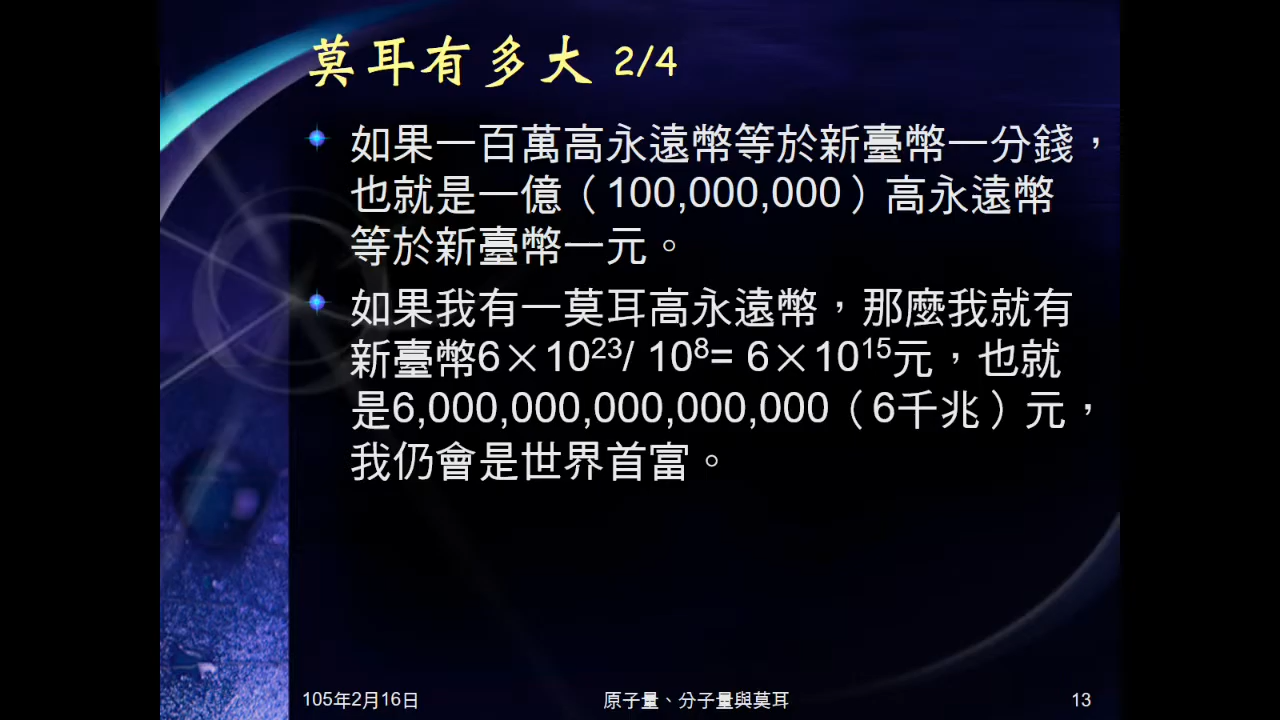 莫耳有多大 2/4
如果一百萬高永遠幣等於新臺幣一分錢，
也就是一億（100,000,000）高永遠幣
等於新臺幣一元。
如果我有一莫耳高永遠幣，那麼我就有
新臺幣6×10²³/ 10⁸= 6×10¹⁵元，也就
是6,000,000,000,000,000（6千兆）元，
我仍會是世界首富。
105年2月16日
原子量、分子量與莫耳
13